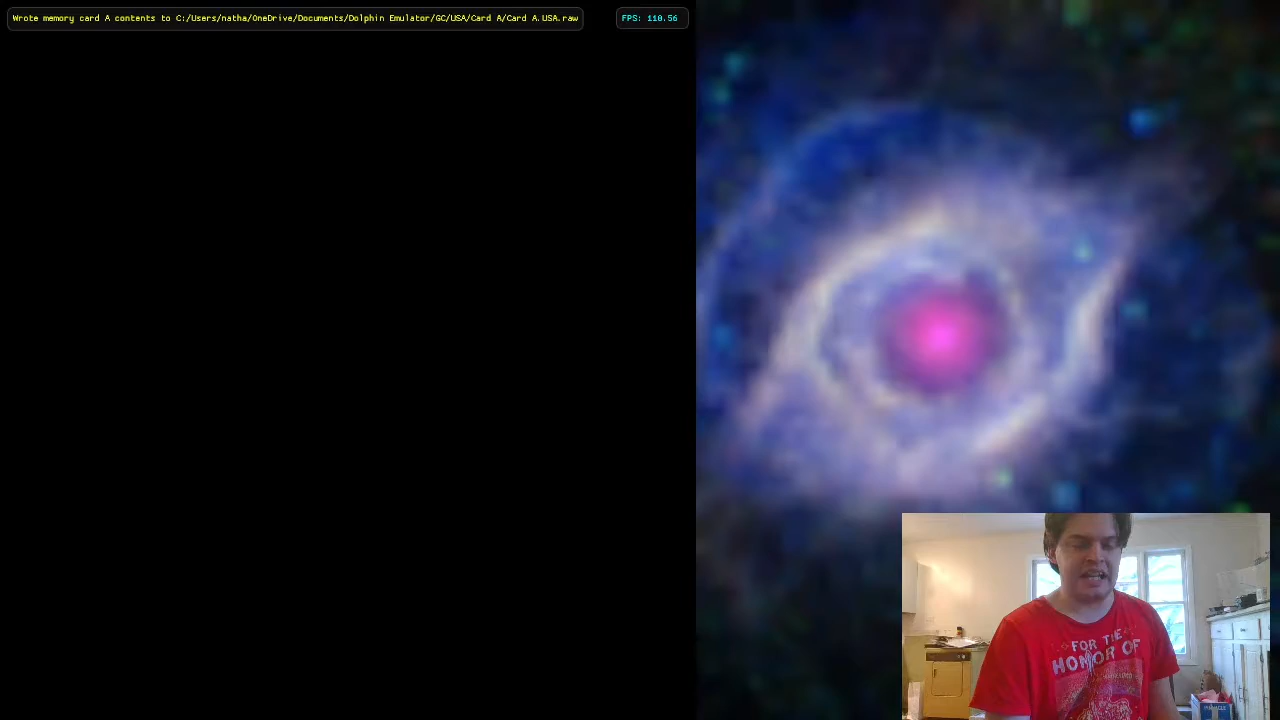 Wrote memory card A contents to C:/Users/natha/OneDrive/Documents/Dolphin Emulator/GC/USA/Card A/Card A.USA.raw
FPS: 110.56
FOR THE
HONOR OF